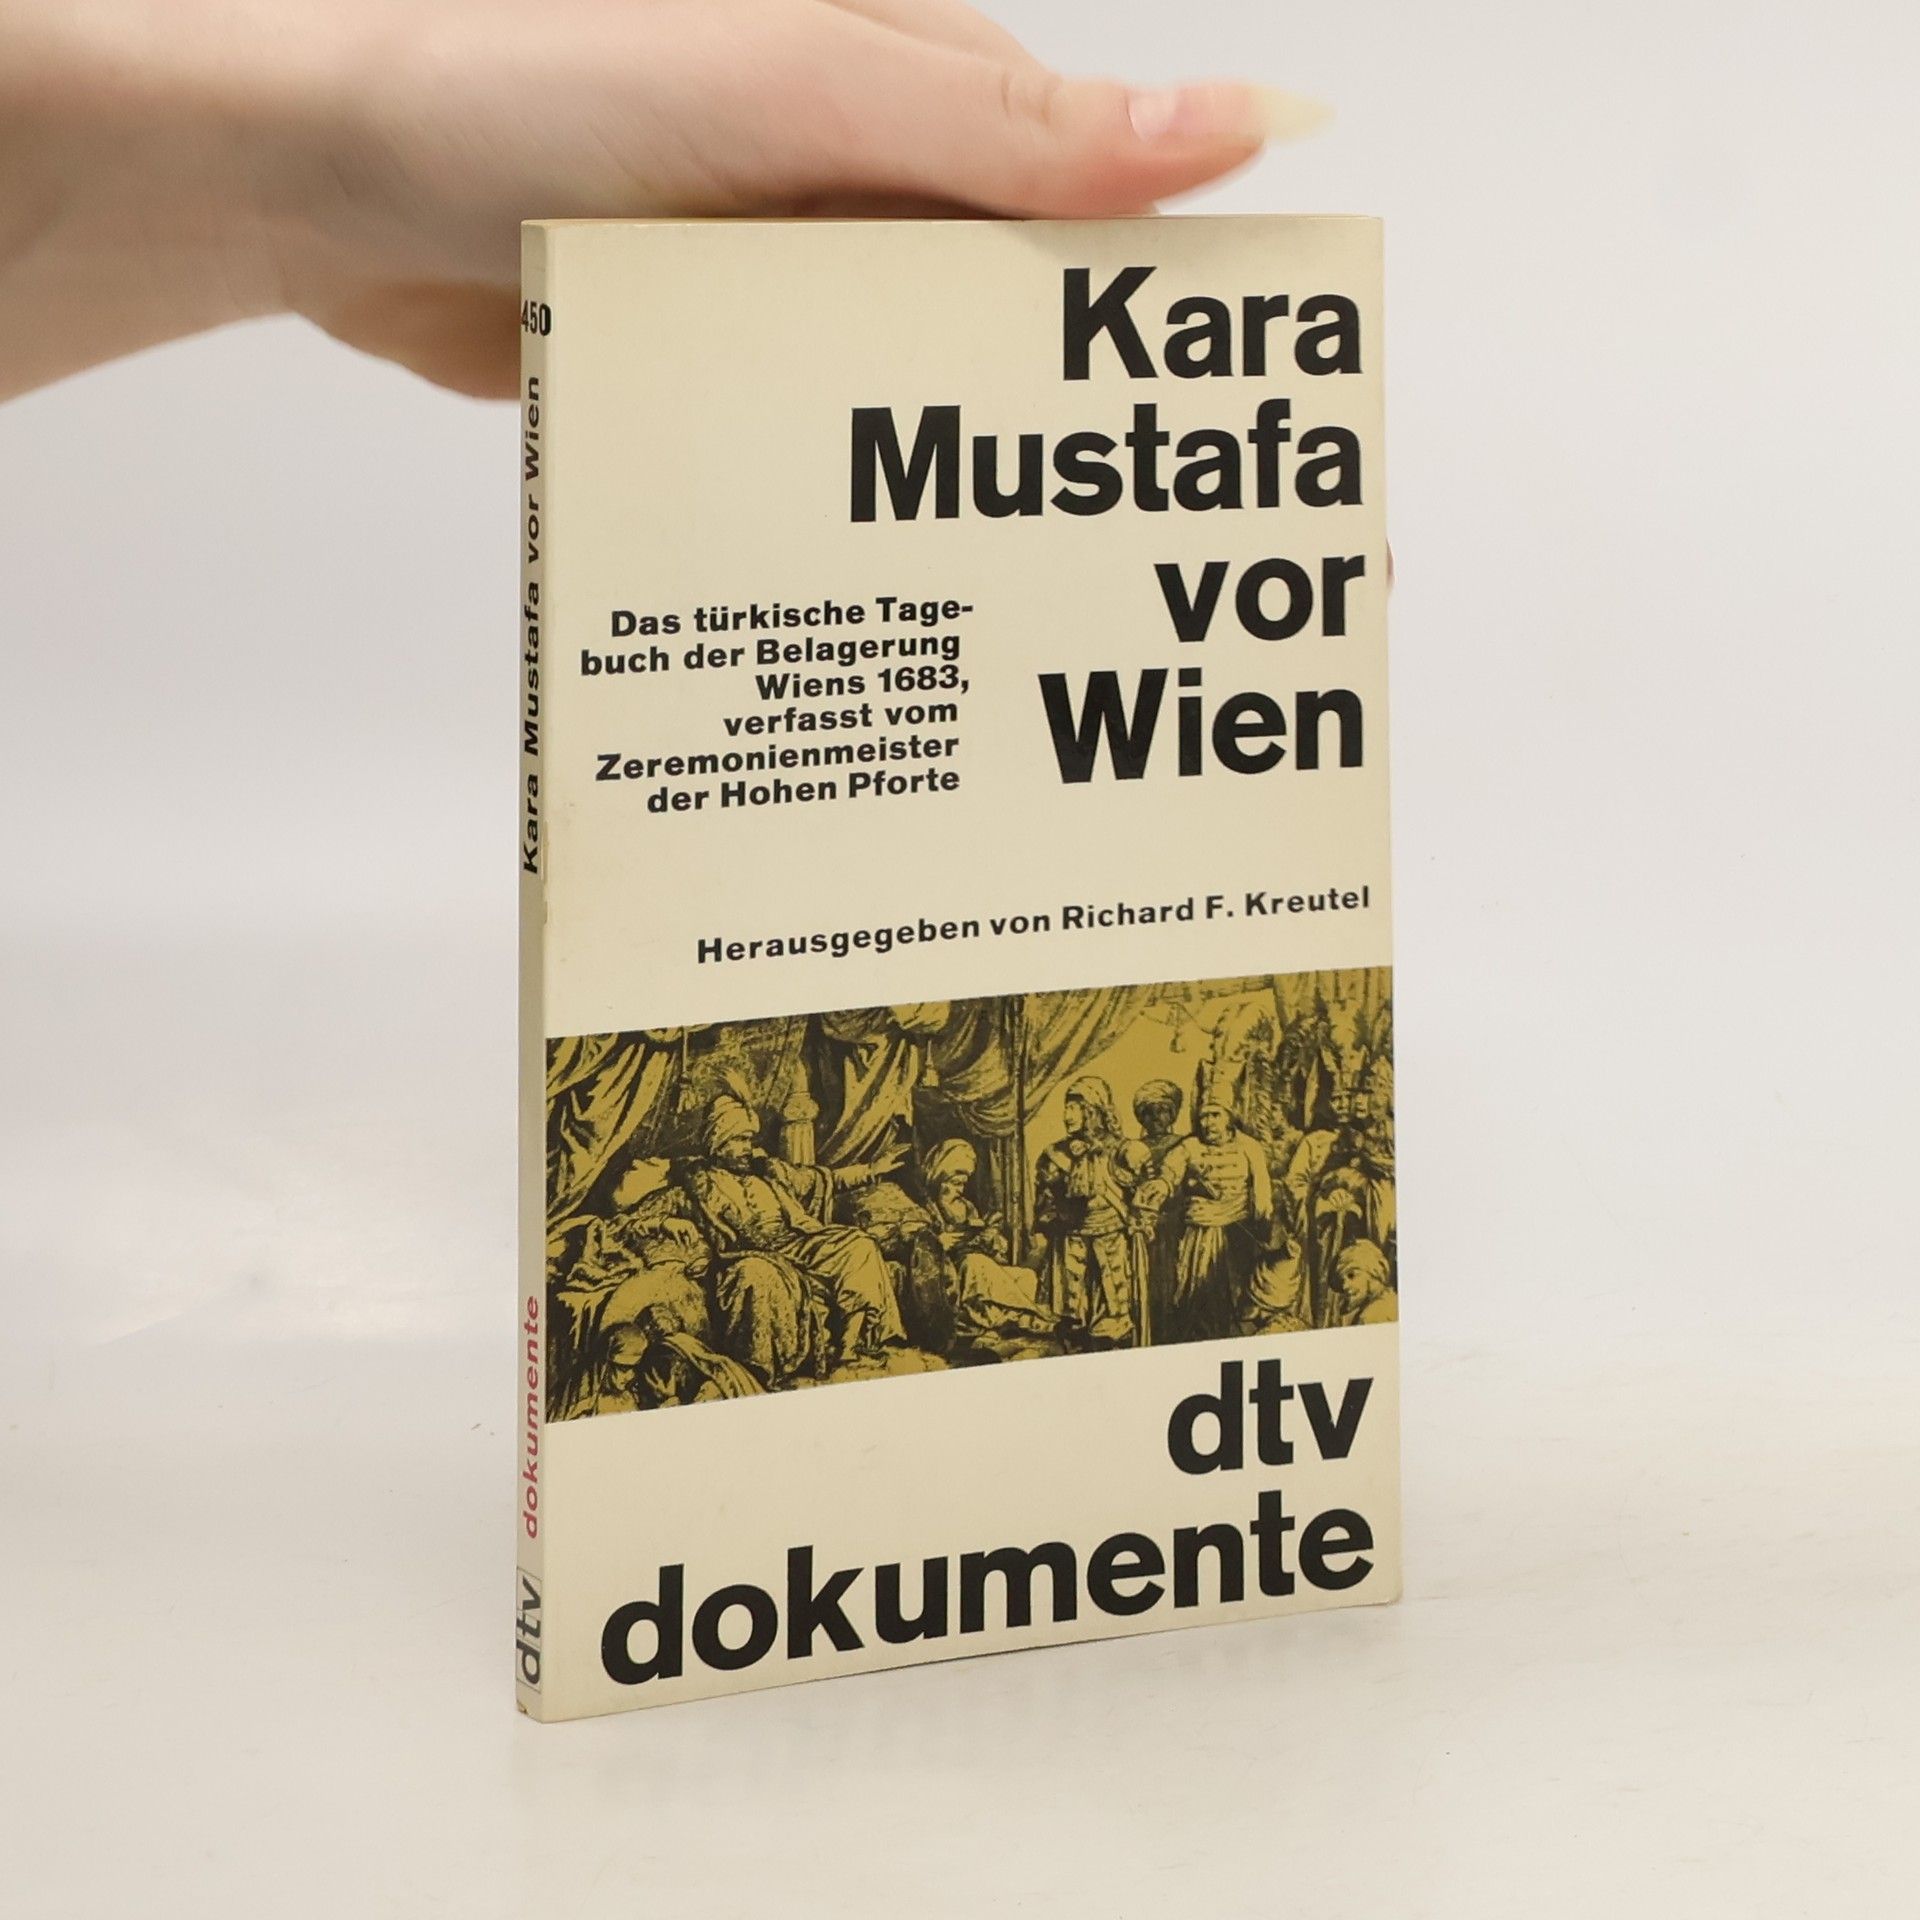 Kara
Mustafa
vor
Wien
Das türkische Tage-
buch der Belagerung
Wiens 1683,
verfasst vom
Zeremonienmeister
der Hohen Pforte
Herausgegeben von Richard F. Kreutel
dtv
dokumente
450
Kara Mustafa vor Wien
dokumente
dtv